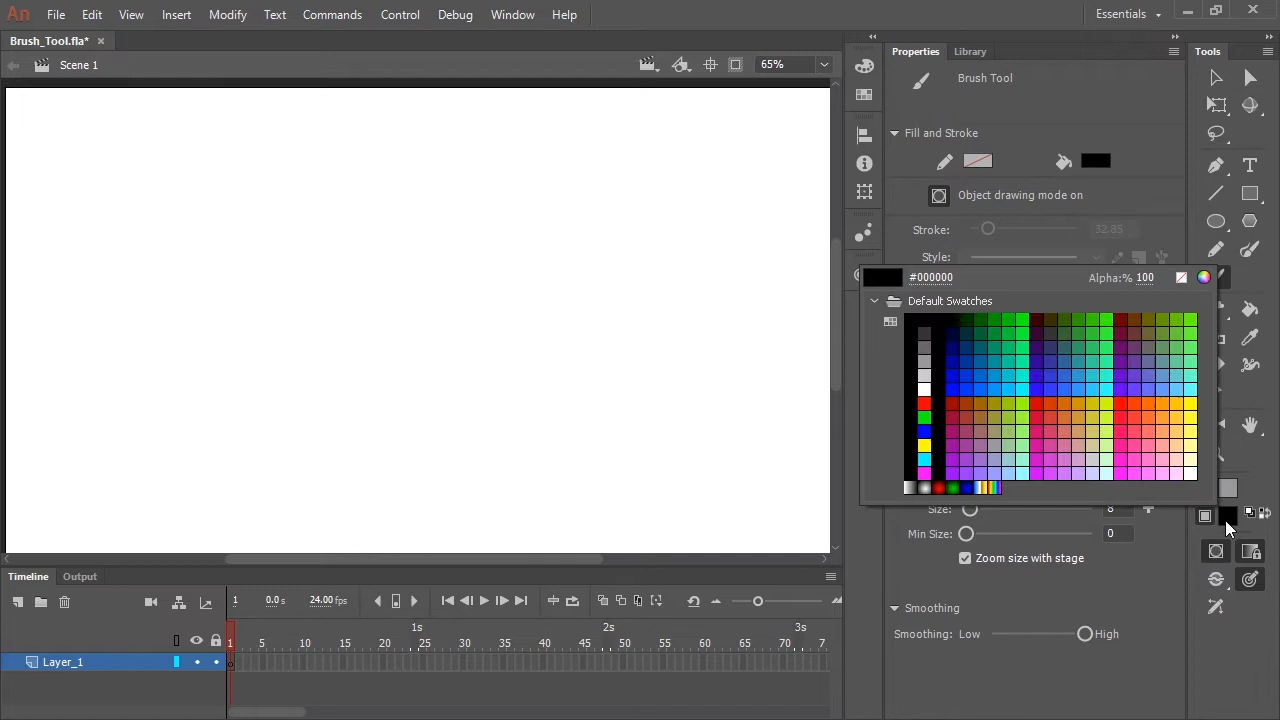 An File Edit View Insert Modify Text Commands Control Debug Window Help Essentials
Brush_Tool.fla*
Scene 1 65%
Properties Library Tools
Brush Tool
Fill and Stroke
Object drawing mode on
Stroke: 32.85
Style:
#000000 Alpha:% 100
Default Swatches
Size: 8
Min Size: 0
Zoom size with stage
Smoothing
Smoothing: Low High
Timeline Output
1 0.0 s 24.00 fps
1s 2s 3s
1 5 10 15 20 25 30 35 40 45 50 55 60 65 70 7
Layer_1